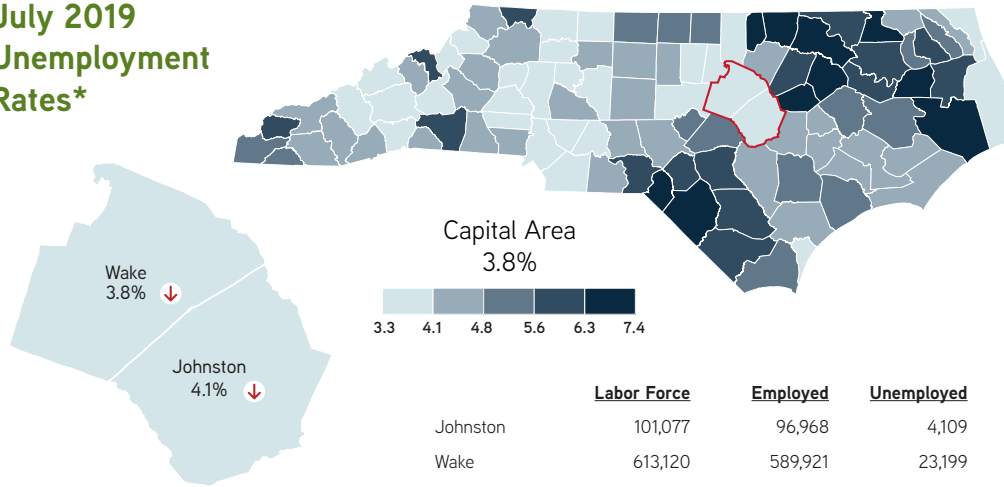 July 2019
Unemployment
Rates*
Capital Area
3.8%
3.3 4.1 4.8 5.6 6.3 7.4
Wake
3.8%
Johnston
4.1%
Labor Force Employed Unemployed
Johnston 101,077 96,968 4,109
Wake 613,120 589,921 23,199